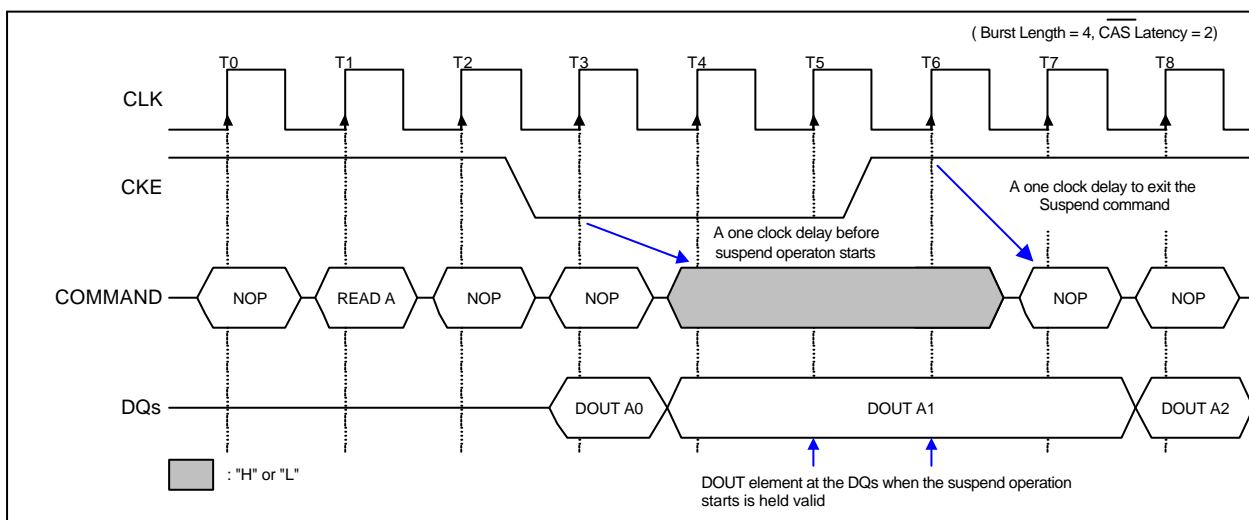 ( Burst Length = 4, CAS Latency = 2)
T0 T1 T2 T3 T4 T5 T6 T7 T8
CLK
CKE
A one clock delay to exit the
Suspend command
A one clock delay before
suspend operaton starts
COMMAND NOP READ A NOP NOP NOP NOP
DQs DOUT A0 DOUT A1 DOUT A2
: "H" or "L"
DOUT element at the DQs when the suspend operation
starts is held valid